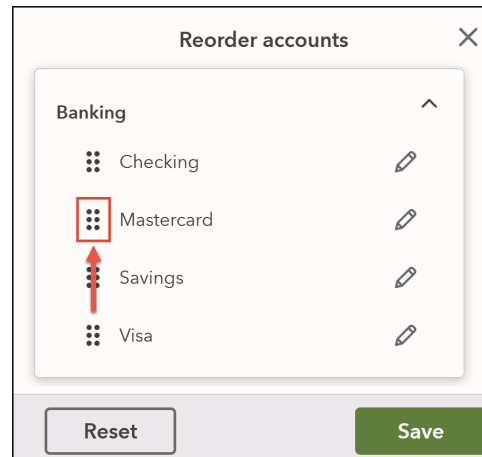 Reorder accounts
Banking
Checking
Mastercard
Savings
Visa
Reset
Save